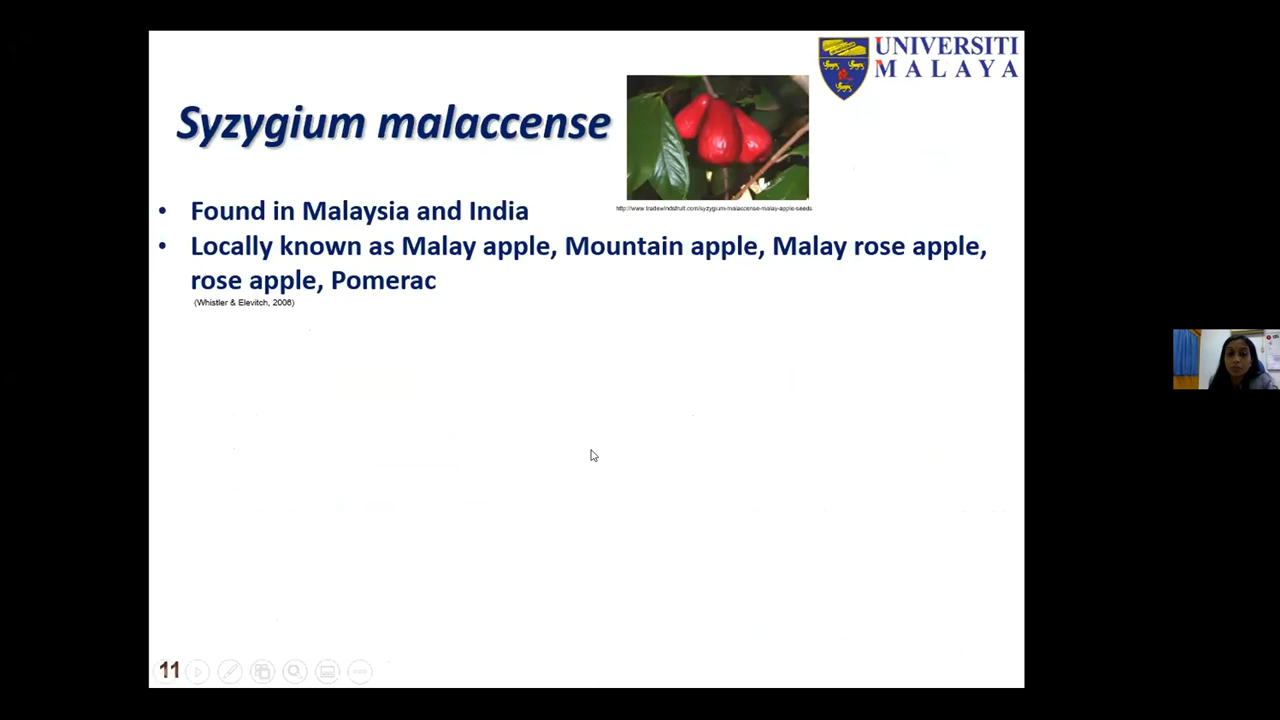 UNIVERSITI
MALAYA
Syzygium malaccense
http://www.tradewindsfruit.com/syzygium-malaccense-malay-apple-seeds
• Found in Malaysia and India
• Locally known as Malay apple, Mountain apple, Malay rose apple,
rose apple, Pomerac
(Whistler & Elevitch, 2006)
11